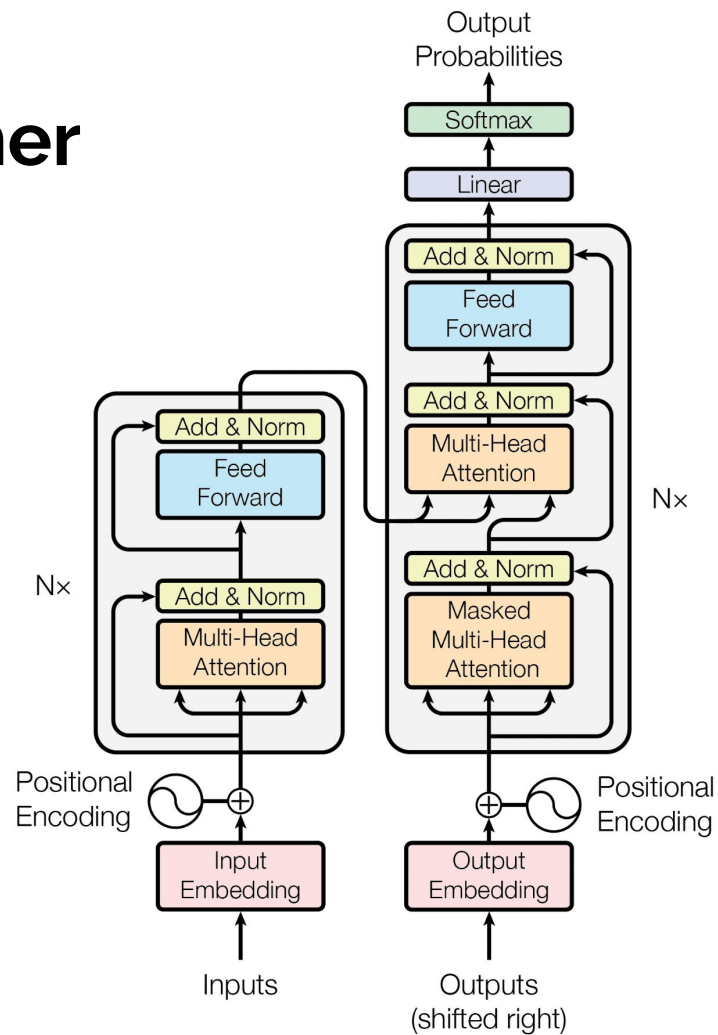 Output
Probabilities
Softmax
Linear
Add & Norm
Feed
Forward
Add & Norm
Multi-Head
Attention
Nx
Add & Norm
Masked
Multi-Head
Attention
Add & Norm
Feed
Forward
Nx
Add & Norm
Multi-Head
Attention
Positional
Encoding
Positional
Encoding
Input
Embedding
Output
Embedding
Inputs
Outputs
(shifted right)